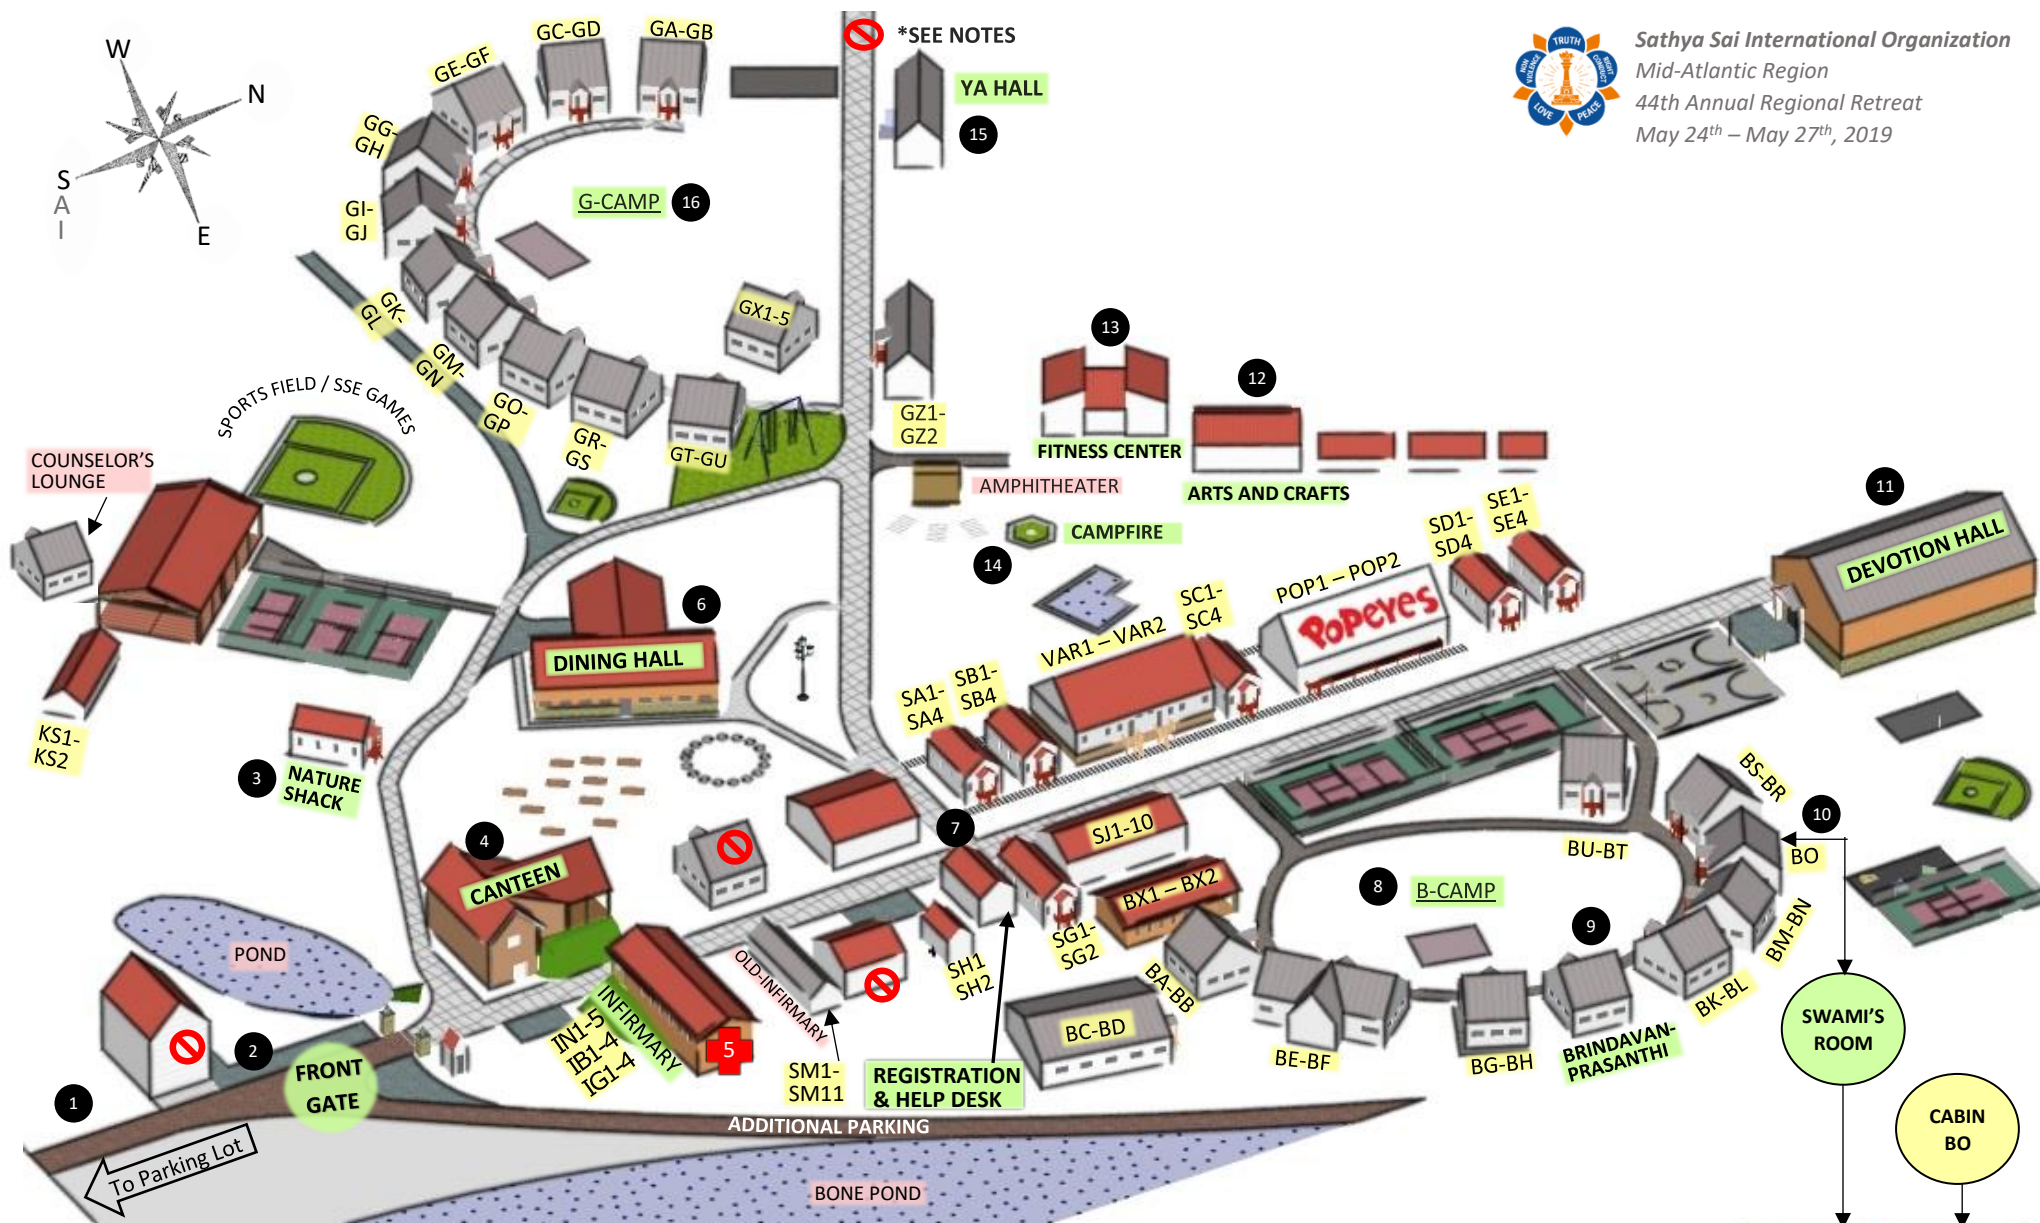 W
N
S
A
I
E
GC-GD
GA-GB
GE-GF
GG-
GH
GI-
GJ
G-CAMP
16
*SEE NOTES
YA HALL
15
TRUTH
RIGHT
CONDUCT
PEACE
LOVE
NON
VIOLENCE
Sathya Sai International Organization
Mid-Atlantic Region
44th Annual Regional Retreat
May 24th – May 27th, 2019
GK-
GL
GM-
GN
GO-
GP
GR-
GS
GT-GU
GX1-5
GZ1-
GZ2
13
FITNESS CENTER
12
ARTS AND CRAFTS
AMPHITHEATER
CAMPFIRE
14
SPORTS FIELD / SSE GAMES
COUNSELOR'S
LOUNGE
KS1-
KS2
3
NATURE
SHACK
6
DINING HALL
SA1-
SA4
SB1-
SB4
VAR1 – VAR2
SC1-
SC4
POP1 – POP2
POPEYES
SD1-
SD4
SE1-
SE4
11
DEVOTION HALL
4
CANTEEN
7
SJ1-10
BX1 – BX2
SG1-
SG2
SH1
SH2
8
B-CAMP
BU-BT
BS-BR
10
BO
BM-BN
BK-BL
9
BRINDAVAN-
PRASANTHI
BG-BH
BE-BF
BA-BB
BC-BD
POND
1
2
FRONT
GATE
To Parking Lot
INFIRMARY
IN1-5
IB1-4
IG1-4
5
OLD-INFIRMARY
SM1-
SM11
REGISTRATION
& HELP DESK
ADDITIONAL PARKING
BONE POND
SWAMI'S
ROOM
CABIN
BO